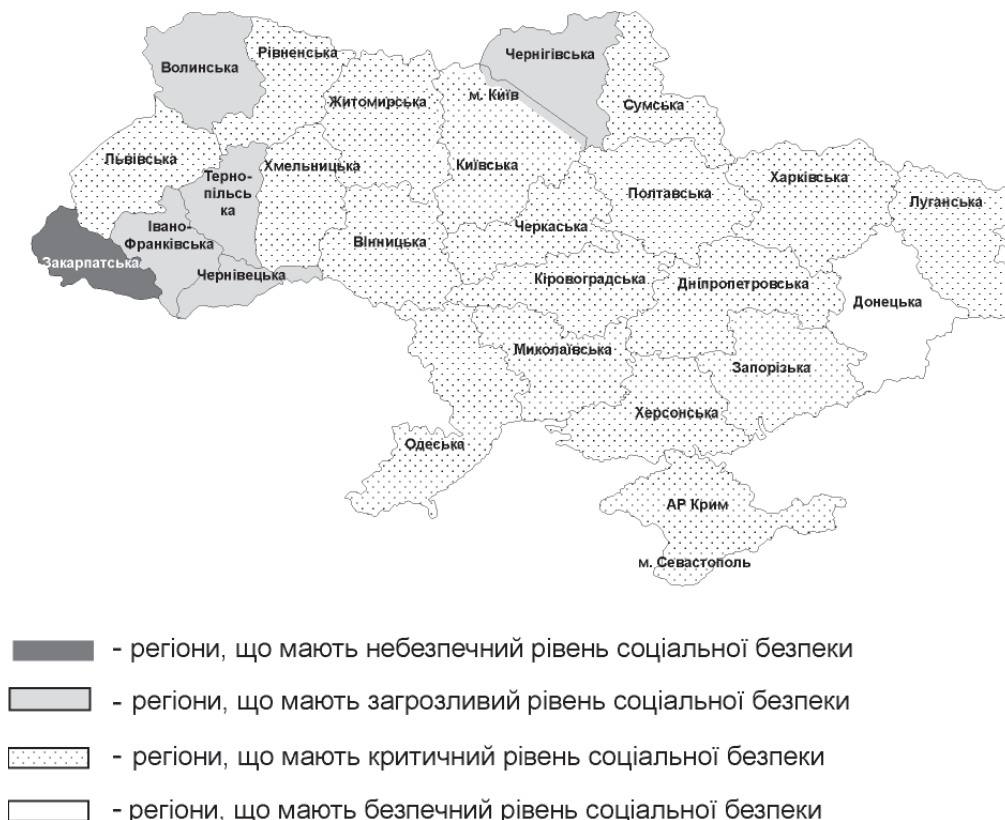 Волинська
Рівненська
Чернігівська
Житомирська
м. Київ
Сумська
Львівська
Хмельницька
Київська
Терно-
пільсь
ка
Полтавська
Харківська
Луганська
Івано-
Франківська
Вінницька
Черкаська
Закарпатська
Чернівецька
Кіровоградська
Дніпропетровська
Донецька
Миколаївська
Запорізька
Херсонська
Одеська
АР Крим
м. Севастополь
- регіони, що мають небезпечний рівень соціальної безпеки
- регіони, що мають загрозливий рівень соціальної безпеки
- регіони, що мають критичний рівень соціальної безпеки
- регіони, що мають безпечний рівень соціальної безпеки